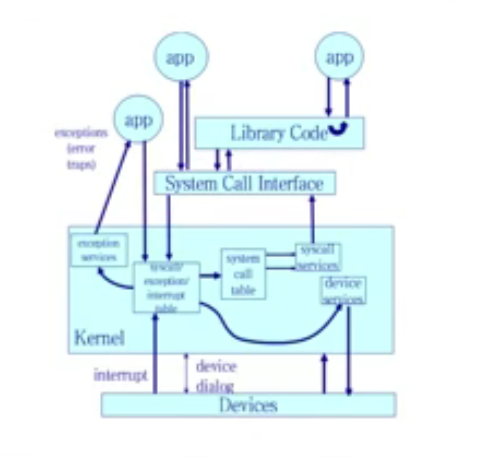 app
app
app
exceptions
(error
traps)
Library Code
System Call Interface
exception
services
syscall/
exception/
interrupt
table
system
call
table
syscall
services
device
services
Kernel
interrupt
device
dialog
Devices